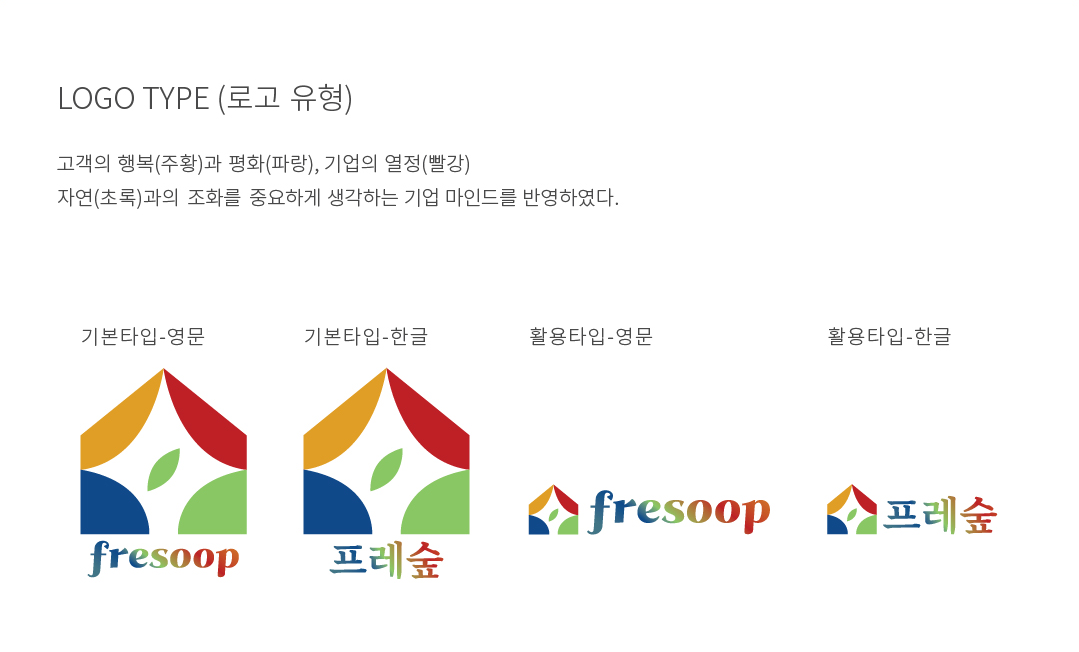 LOGO TYPE (로고 유형)
고객의 행복(주황)과 평화(파랑), 기업의 열정(빨강)
자연(초록)과의 조화를 중요하게 생각하는 기업 마인드를 반영하였다.
기본타입-영문
기본타입-한글
활용타입-영문
활용타입-한글
fresoop
프레숲
fresoop
프레숲